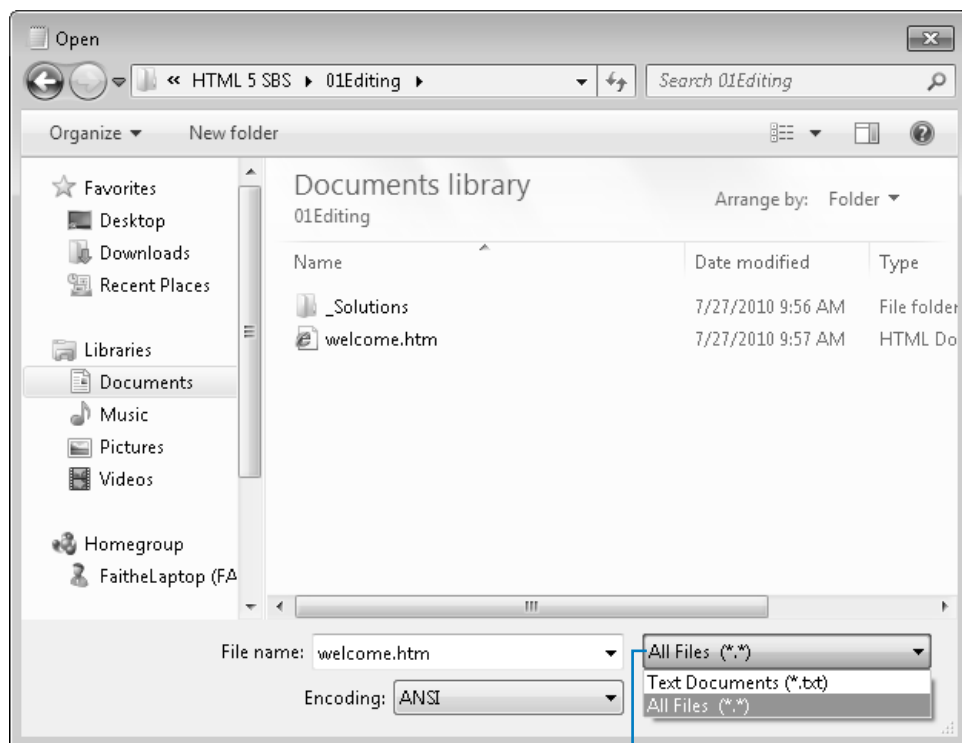 Open
« HTML 5 SBS ▸ 01Editing ▸
Search 01Editing
Organize
New folder
Favorites
Desktop
Downloads
Recent Places
Libraries
Documents
Music
Pictures
Videos
Homegroup
FaitheLaptop (FA
Documents library
01Editing
Arrange by: Folder
Name Date modified Type
_Solutions 7/27/2010 9:56 AM File folder
welcome.htm 7/27/2010 9:57 AM HTML Do
File name: welcome.htm
All Files (*.*)
Encoding: ANSI
Text Documents (*.txt)
All Files (*.*)